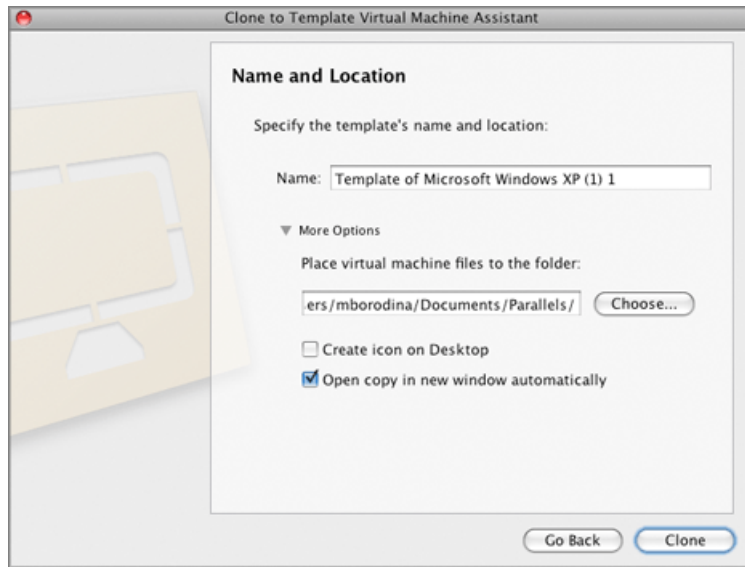 Clone to Template Virtual Machine Assistant
Name and Location
Specify the template's name and location:
Name: Template of Microsoft Windows XP (1) 1
More Options
Place virtual machine files to the folder:
ers/mborodina/Documents/Parallels/ Choose...
Create icon on Desktop
Open copy in new window automatically
Go Back Clone